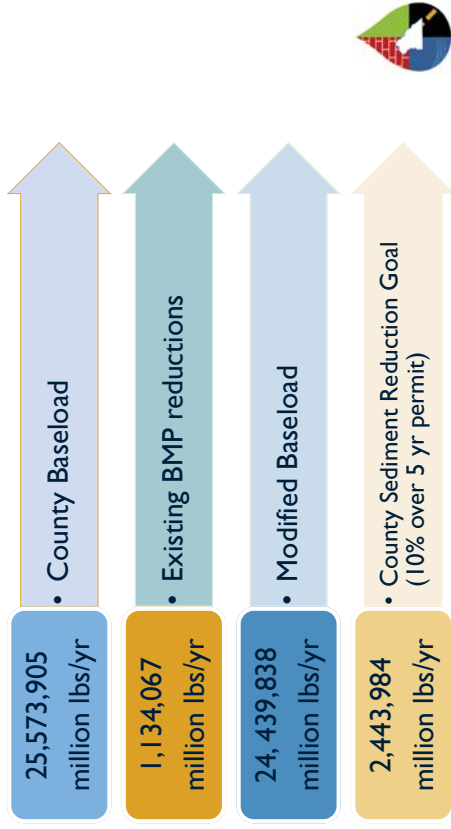 25,573,905
million lbs/yr
• County Baseload
1,134,067
million lbs/yr
• Existing BMP reductions
24, 439,838
million lbs/yr
• Modified Baseload
2,443,984
million lbs/yr
• County Sediment Reduction Goal
(10% over 5 yr permit)